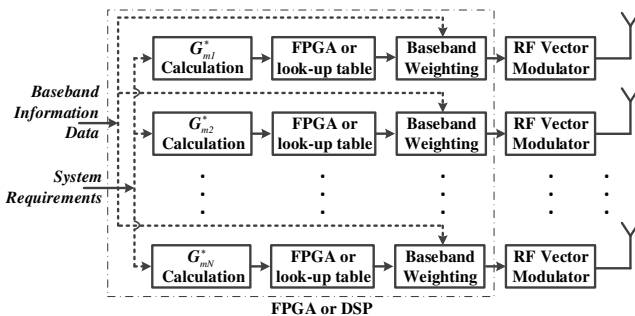 G*m1
Calculation
FPGA or
look-up table
Baseband
Weighting
RF Vector
Modulator
Baseband
Information
Data
G*m2
Calculation
FPGA or
look-up table
Baseband
Weighting
RF Vector
Modulator
System
Requirements
G*mN
Calculation
FPGA or
look-up table
Baseband
Weighting
RF Vector
Modulator
FPGA or DSP